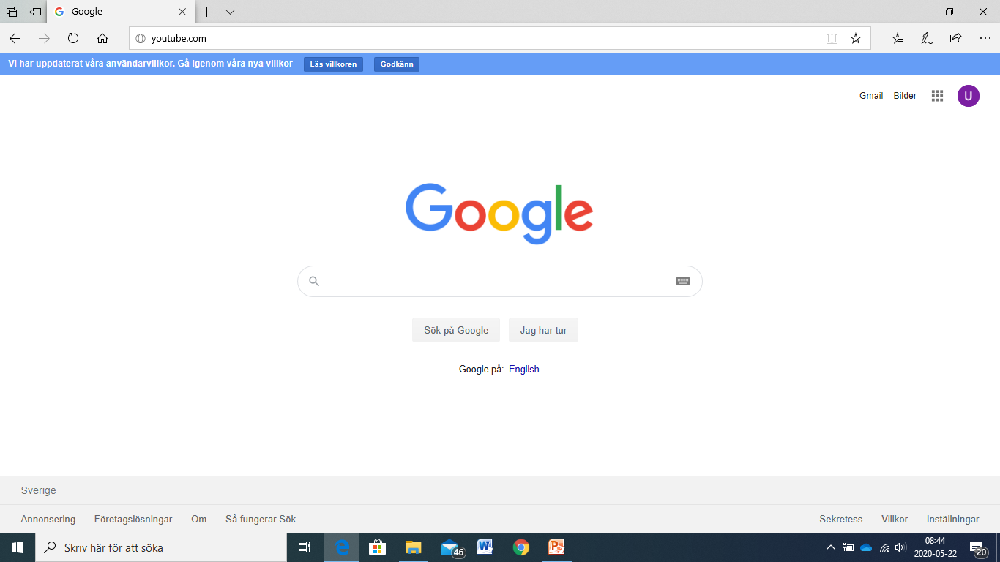 Google
youtube.com
Vi har uppdaterat våra användarvillkor. Gå igenom våra nya villkor Läs villkoren Godkänn
Gmail Bilder U
Google
Sök på Google Jag har tur
Google på: English
Sverige
Annonsering Företagslösningar Om Så fungerar Sök Sekretess Villkor Inställningar
Skriv här för att söka 46 08:44
2020-05-22 20